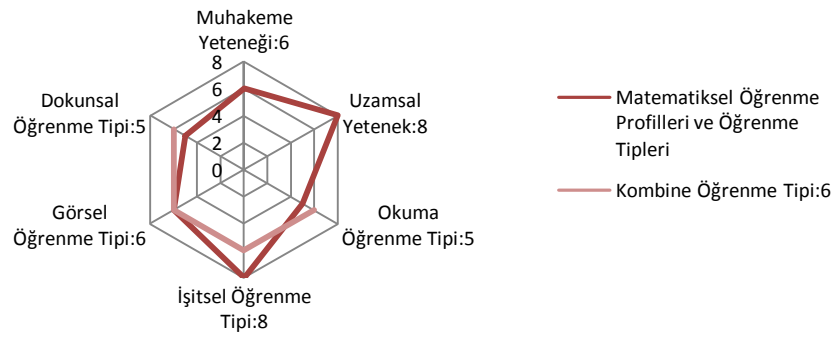 Muhakeme
Yeteneği:6
Uzamsal
Yetenek:8
Okuma
Öğrenme Tipi:5
İşitsel Öğrenme
Tipi:8
Görsel
Öğrenme Tipi:6
Dokunsal
Öğrenme Tipi:5
8
6
4
2
0
Matematiksel Öğrenme
Profilleri ve Öğrenme
Tipleri
Kombine Öğrenme Tipi:6